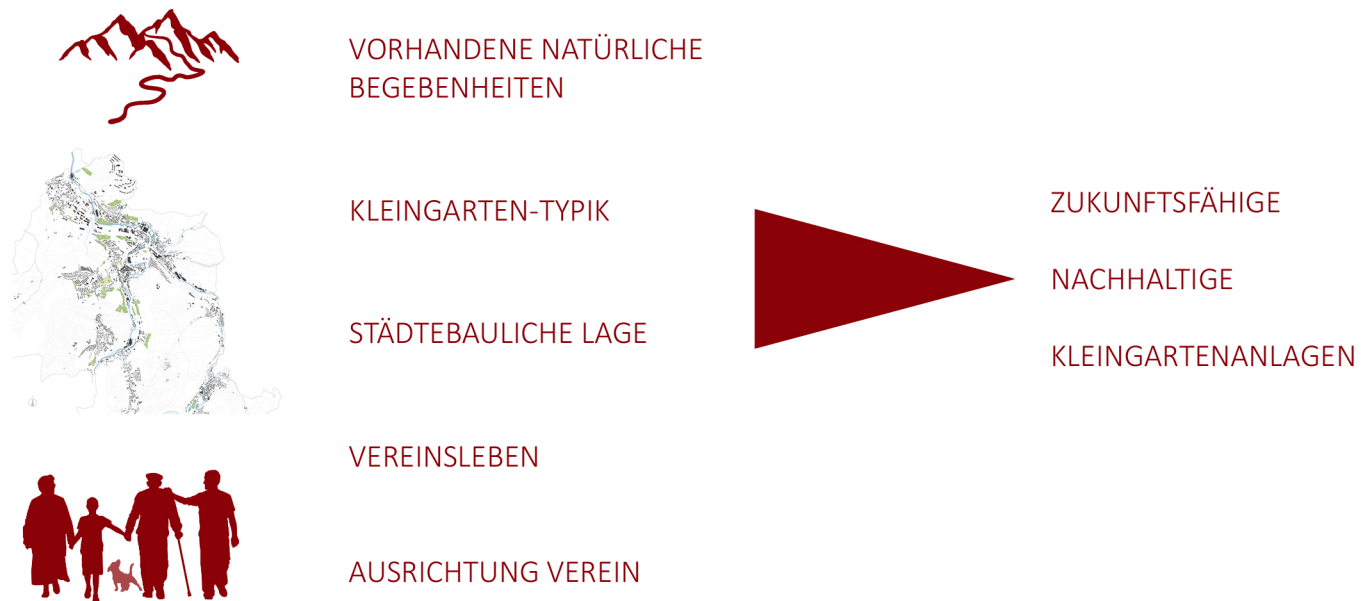 VORHANDENE NATÜRLICHE
BEGEBENHEITEN
KLEINGARTEN-TYPIK
STÄDTEBAULICHE LAGE
VEREINSLEBEN
AUSRICHTUNG VEREIN
ZUKUNFTSFÄHIGE
NACHHALTIGE
KLEINGARTENANLAGEN